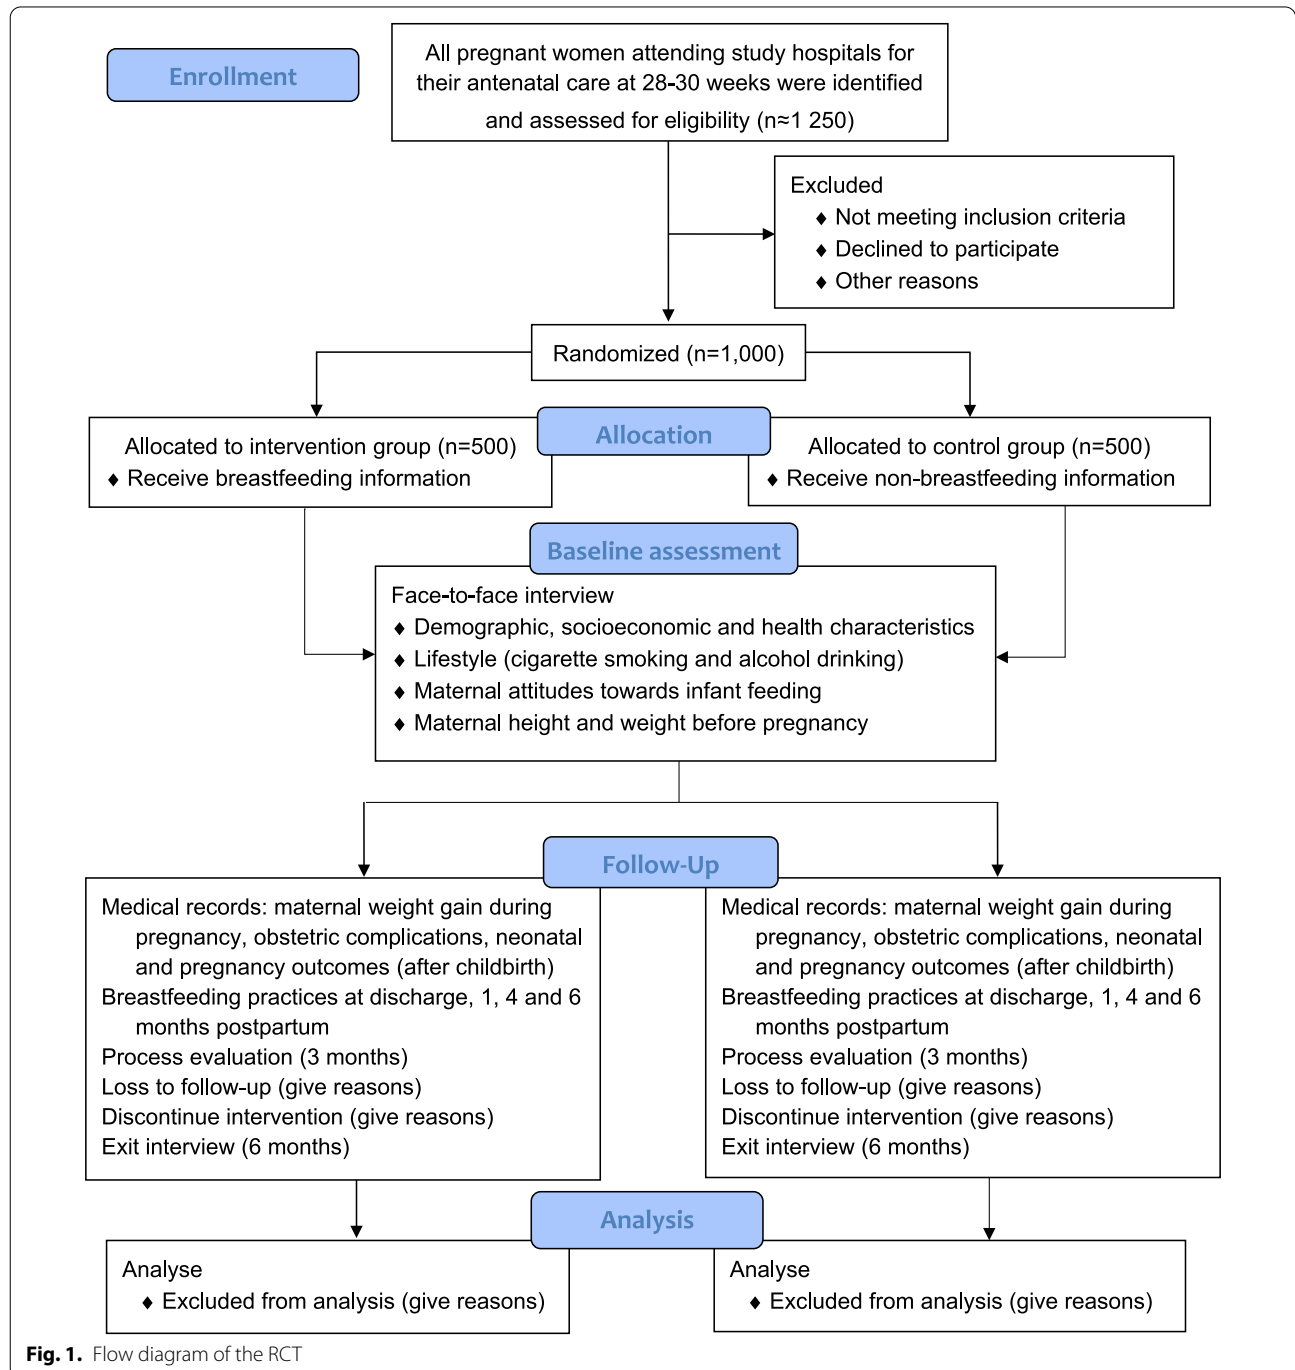 Enrollment
All pregnant women attending study hospitals for
their antenatal care at 28-30 weeks were identified
and assessed for eligibility (n≈1 250)
Excluded
♦ Not meeting inclusion criteria
♦ Declined to participate
♦ Other reasons
Randomized (n=1,000)
Allocation
Allocated to intervention group (n=500)
♦ Receive breastfeeding information
Allocated to control group (n=500)
♦ Receive non-breastfeeding information
Baseline assessment
Face-to-face interview
♦ Demographic, socioeconomic and health characteristics
♦ Lifestyle (cigarette smoking and alcohol drinking)
♦ Maternal attitudes towards infant feeding
♦ Maternal height and weight before pregnancy
Follow-Up
Medical records: maternal weight gain during
pregnancy, obstetric complications, neonatal
and pregnancy outcomes (after childbirth)
Breastfeeding practices at discharge, 1, 4 and 6
months postpartum
Process evaluation (3 months)
Loss to follow-up (give reasons)
Discontinue intervention (give reasons)
Exit interview (6 months)
Medical records: maternal weight gain during
pregnancy, obstetric complications, neonatal
and pregnancy outcomes (after childbirth)
Breastfeeding practices at discharge, 1, 4 and 6
months postpartum
Process evaluation (3 months)
Loss to follow-up (give reasons)
Discontinue intervention (give reasons)
Exit interview (6 months)
Analysis
Analyse
♦ Excluded from analysis (give reasons)
Analyse
♦ Excluded from analysis (give reasons)
Fig. 1. Flow diagram of the RCT